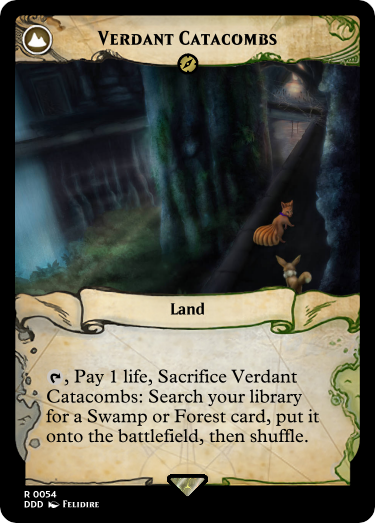 Verdant Catacombs
Land
, Pay 1 life, Sacrifice Verdant
Catacombs: Search your library
for a Swamp or Forest card, put it
onto the battlefield, then shuffle.
R 0054
DDD Felidire